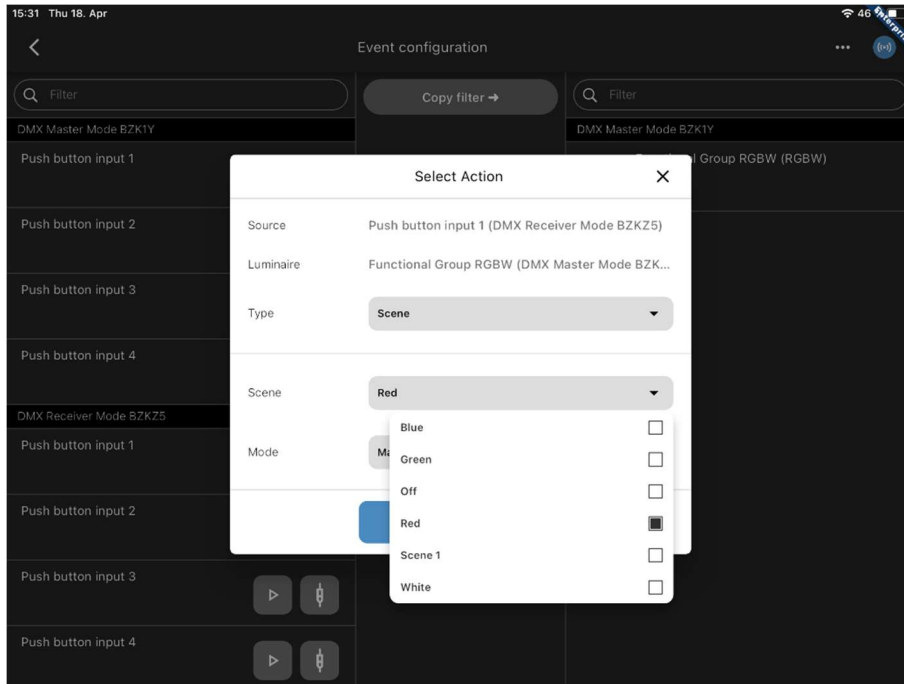 15:31 Thu 18. Apr
46
Enterpri
Event configuration
Filter
Copy filter ➔
Filter
DMX Master Mode BZK1Y
DMX Master Mode BZK1Y
Push button input 1
Group RGBW (RGBW)
Push button input 2
Push button input 3
Push button input 4
DMX Receiver Mode BZKZ5
Push button input 1
Push button input 2
Push button input 3
Push button input 4
Select Action
Source
Push button input 1 (DMX Receiver Mode BZKZ5)
Luminaire
Functional Group RGBW (DMX Master Mode BZK...
Type
Scene
Scene
Red
Mode
Ma
Blue
Green
Off
Red
Scene 1
White